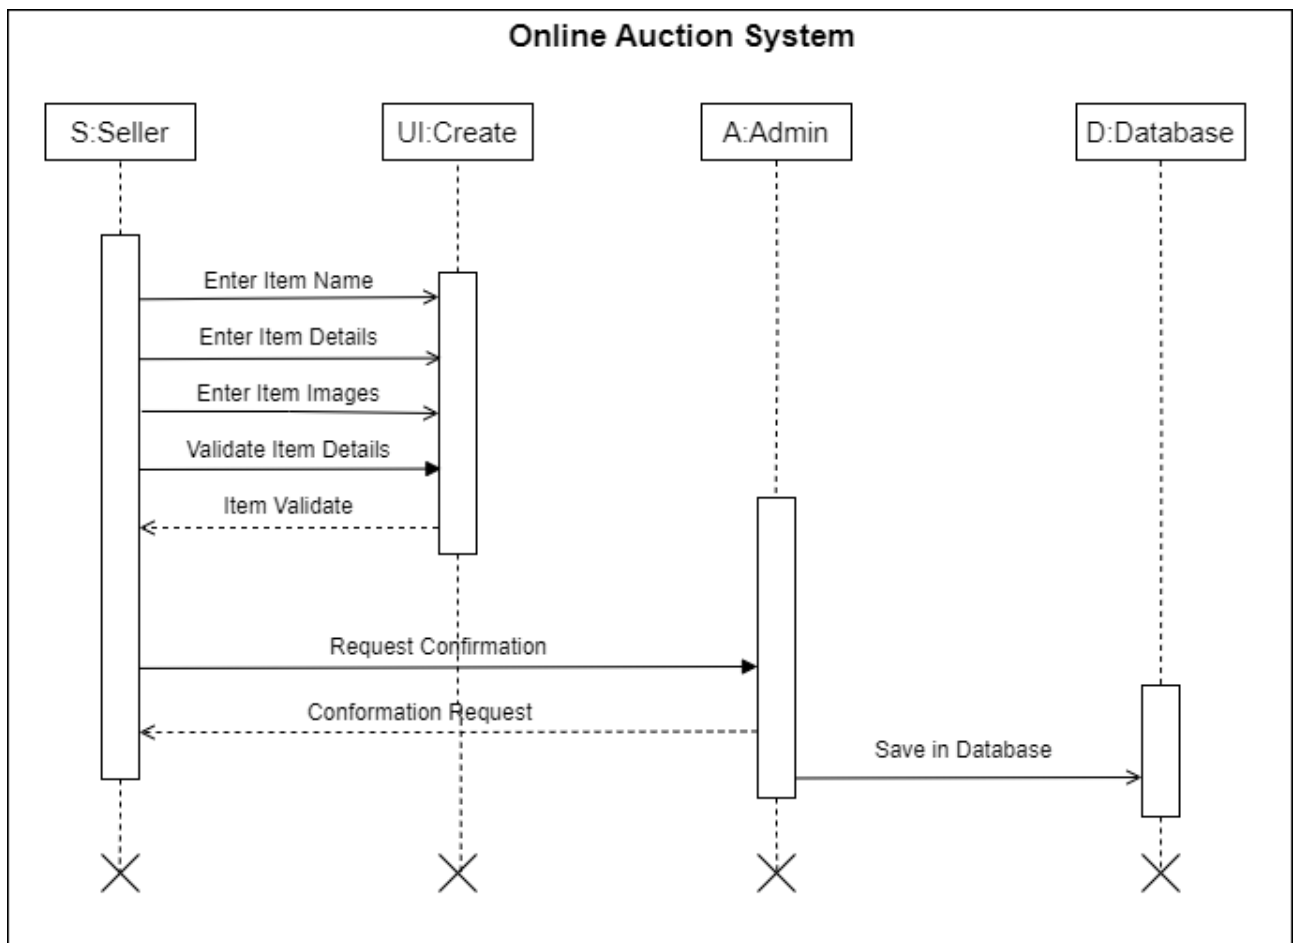 Online Auction System
S:Seller
UI:Create
A:Admin
D:Database
Enter Item Name
Enter Item Details
Enter Item Images
Validate Item Details
Item Validate
Request Confirmation
Conformation Request
Save in Database